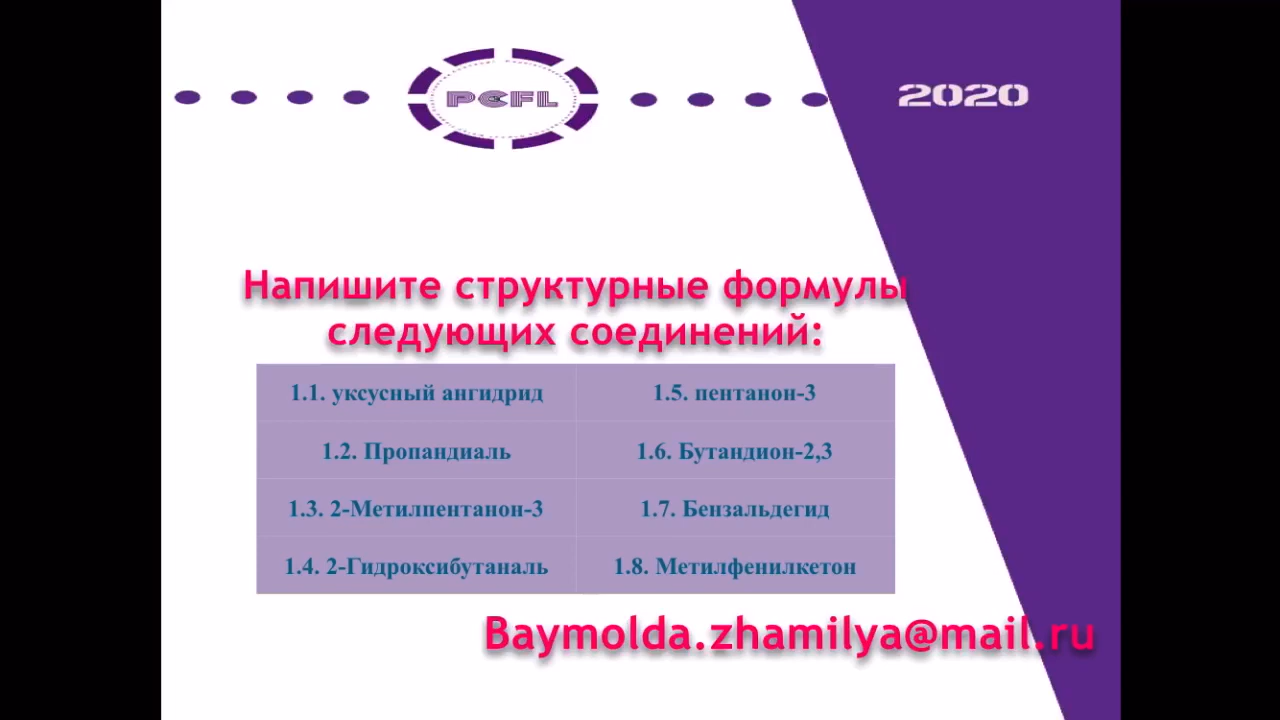 PCFL
2020
Напишите структурные формулы
следующих соединений:
1.1. уксусный ангидрид
1.5. пентанон-3
1.2. Пропандиаль
1.6. Бутандион-2,3
1.3. 2-Метилпентанон-3
1.7. Бензальдегид
1.4. 2-Гидроксибутаналь
1.8. Метилфенилкетон
Baymolda.zhamilya@mail.ru